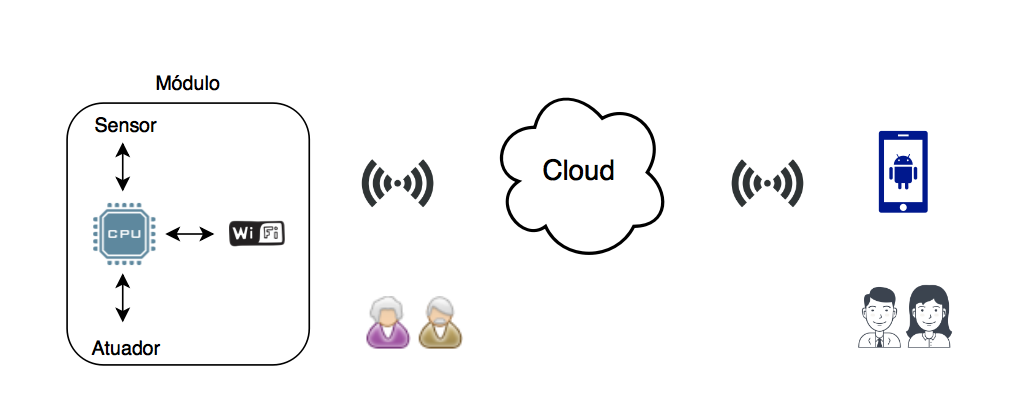 Módulo
Sensor
CPU
Wi Fi
Atuador
Cloud